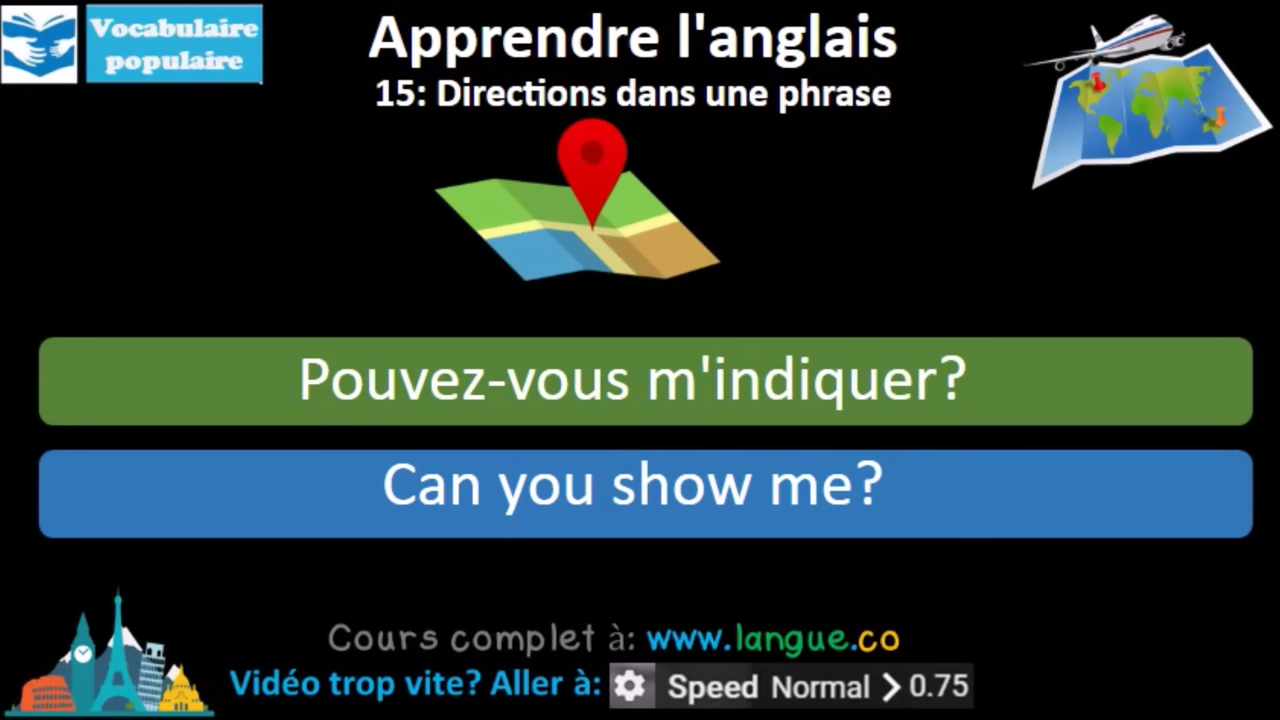 Vocabulaire
populaire
Apprendre l'anglais
15: Directions dans une phrase
Pouvez-vous m'indiquer?
Can you show me?
Cours complet à: www.langue.co
Vidéo trop vite? Aller à: Speed Normal > 0.75